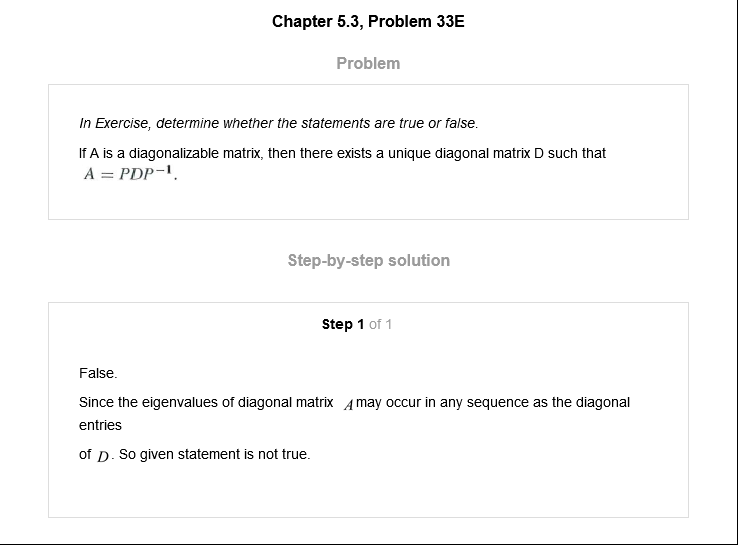 Chapter 5.3, Problem 33E
Problem
In Exercise, determine whether the statements are true or false.
If A is a diagonalizable matrix, then there exists a unique diagonal matrix D such that
A = PDP⁻¹.
Step-by-step solution
Step 1 of 1
False.
Since the eigenvalues of diagonal matrix A may occur in any sequence as the diagonal
entries
of D. So given statement is not true.